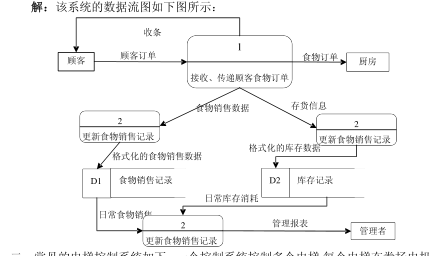 解：该系统的数据流图如下图所示：
收条
1
顾客
顾客订单
食物订单
厨房
接收、传递顾客食物订单
食物销售数据
存货信息
2
更新食物销售记录
2
更新食物销售记录
格式化的食物销售数据
格式化的库存数据
D1
食物销售记录
D2
库存记录
日常库存消耗
日常食物销售
2
更新食物销售记录
管理报表
管理者